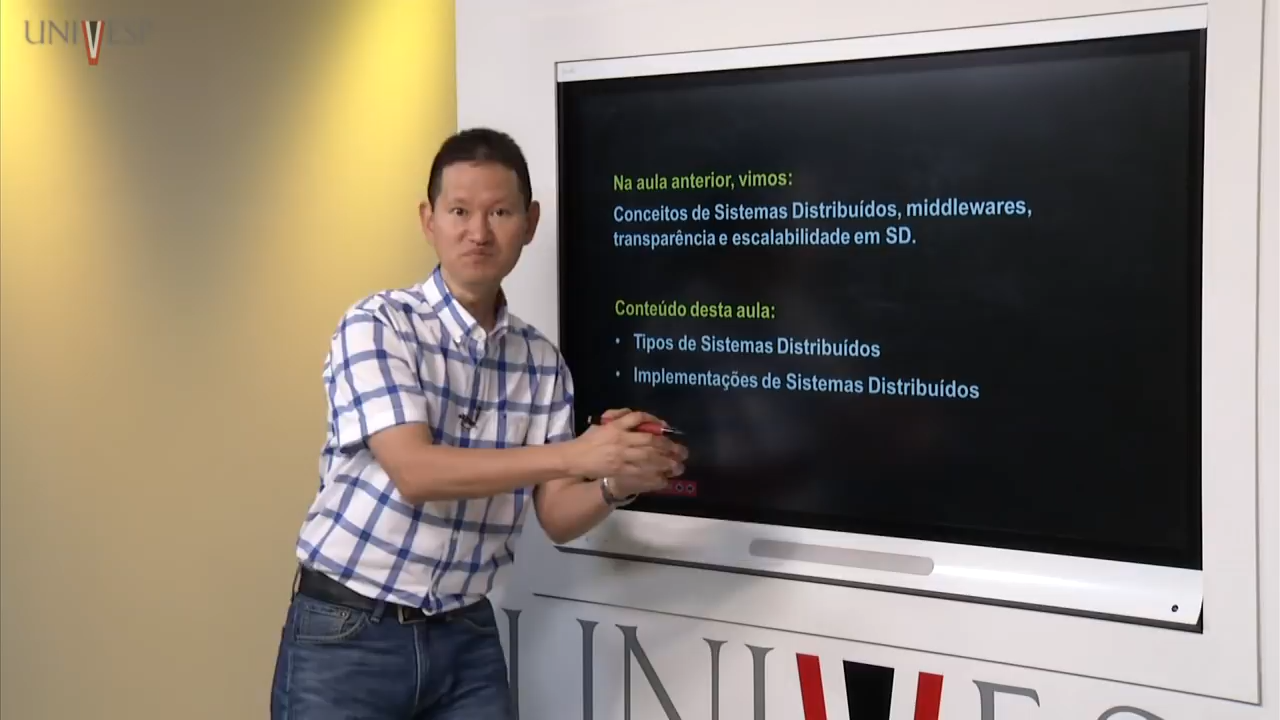 UNIVESP
Na aula anterior, vimos:
Conceitos de Sistemas Distribuídos, middlewares,
transparência e escalabilidade em SD.
Conteúdo desta aula:
• Tipos de Sistemas Distribuídos
• Implementações de Sistemas Distribuídos
UNIVES